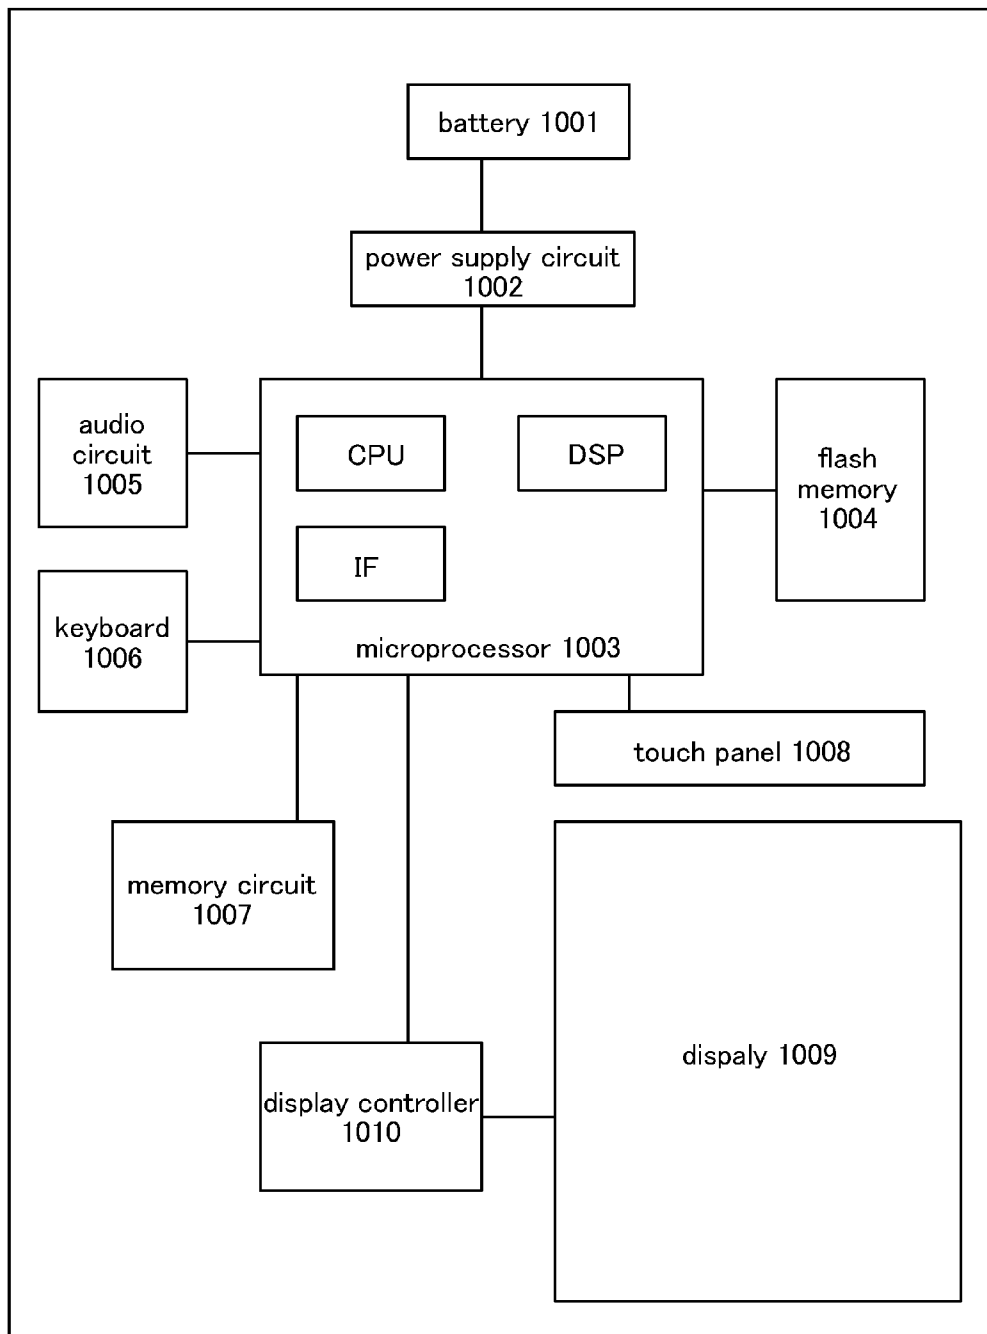 battery 1001
power supply circuit
1002
audio
circuit
1005
CPU
DSP
flash
memory
1004
IF
keyboard
1006
microprocessor 1003
touch panel 1008
memory circuit
1007
dispaly 1009
display controller
1010